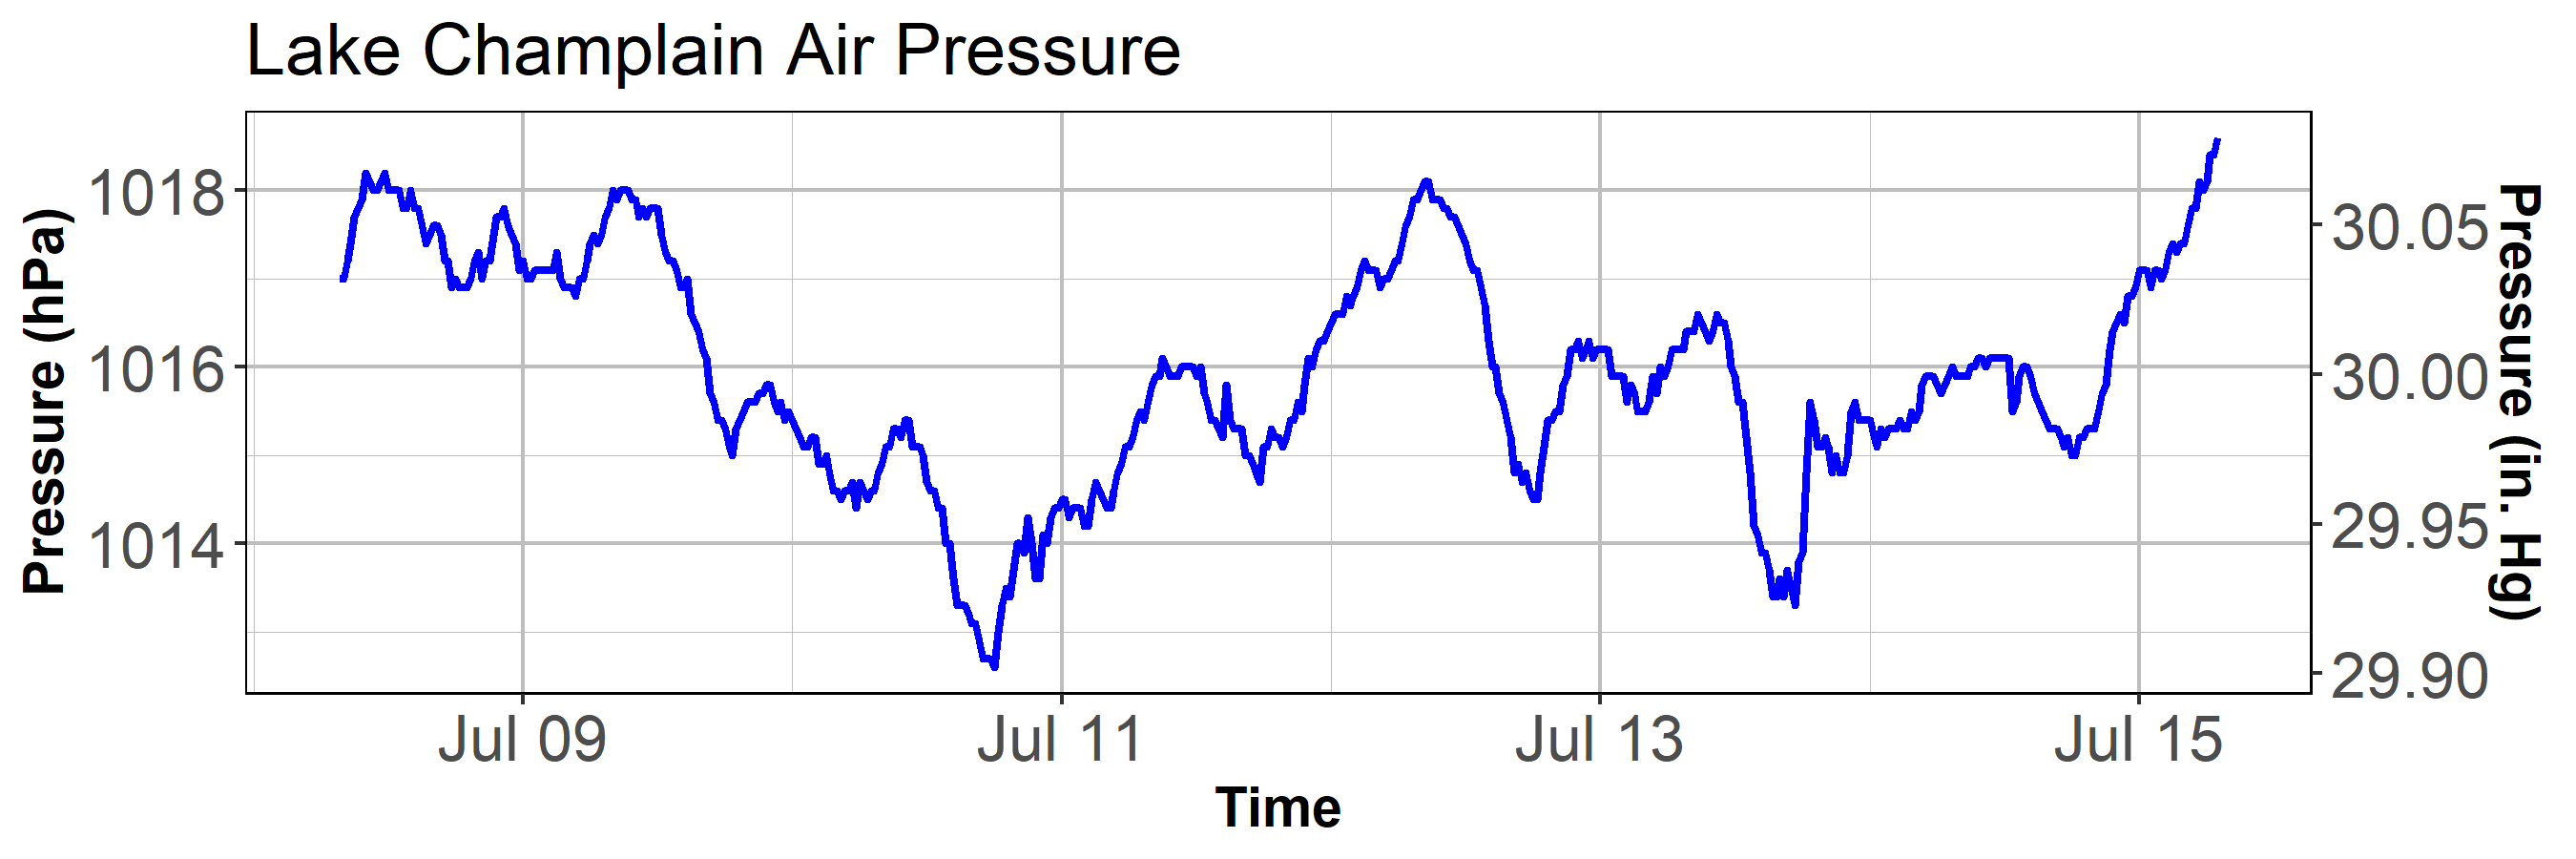 Lake Champlain Air Pressure
Pressure (hPa)
1018
1016
1014
30.05
30.00
29.95
29.90
Pressure (in. Hg)
Jul 09
Jul 11
Jul 13
Jul 15
Time